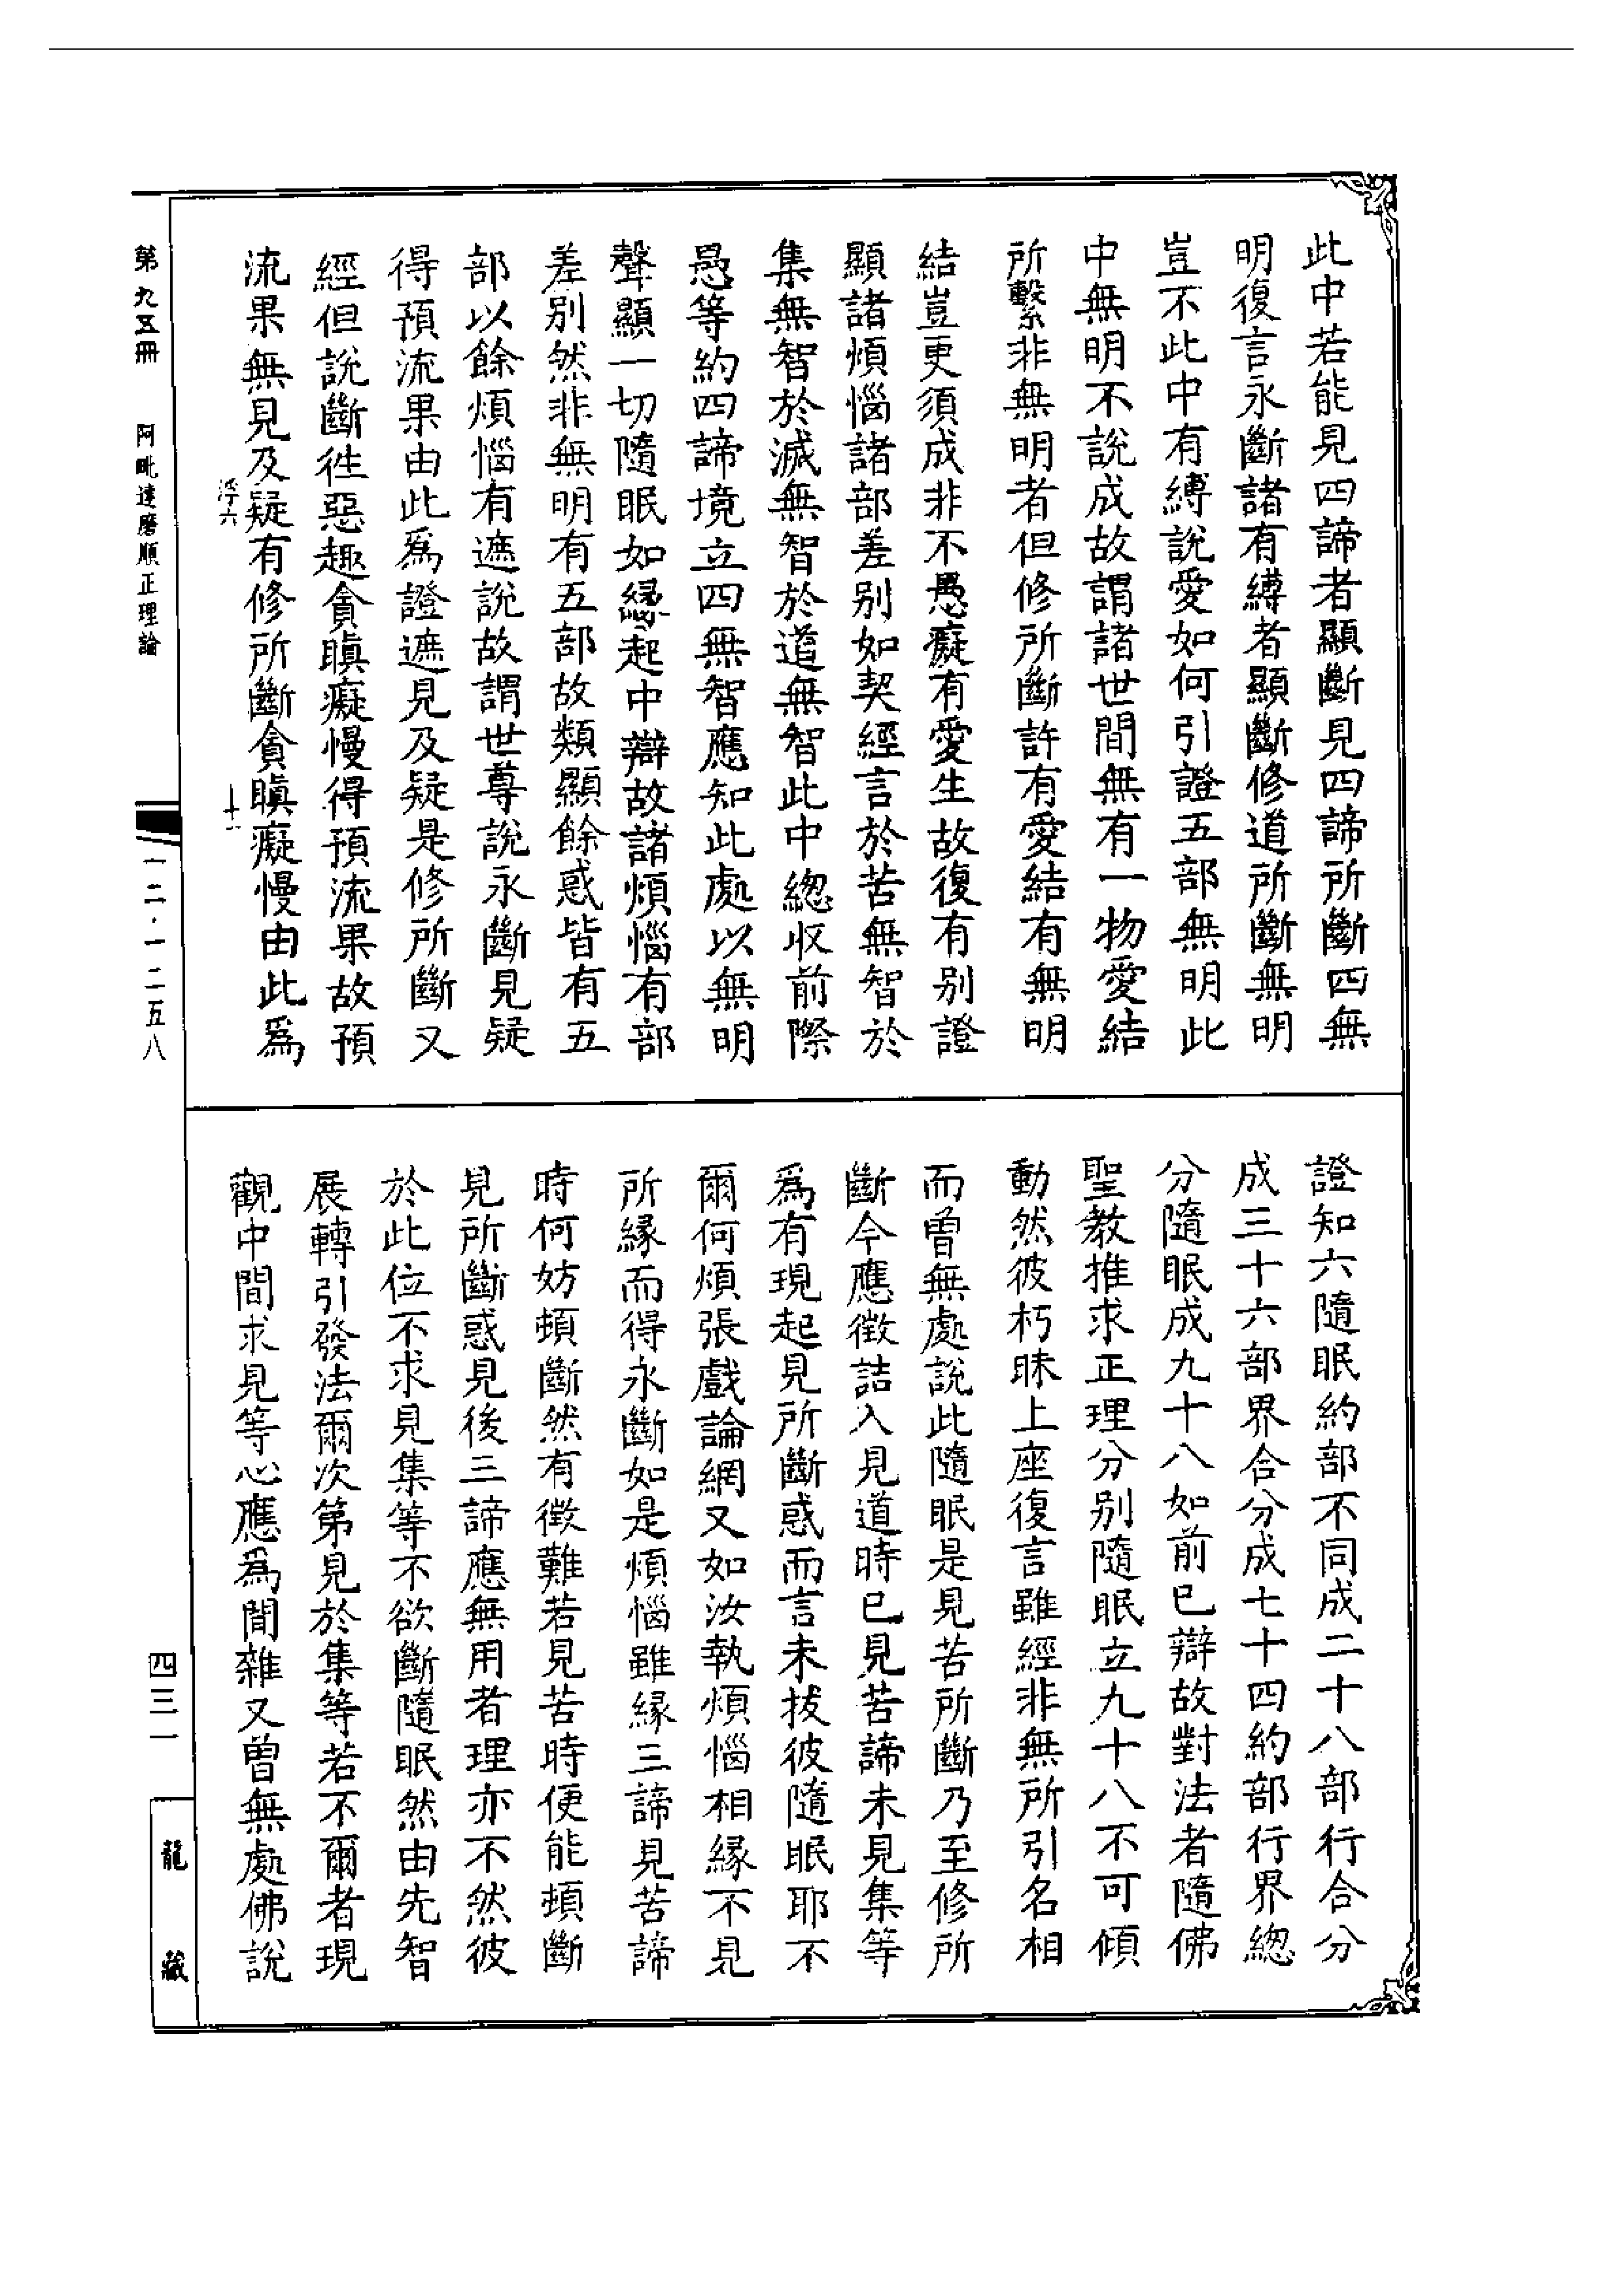 此中若能見四諦者顯斷見四諦所斷四無
明復言永斷諸有縛者顯斷修道所斷無明
豈不此中有縛說愛如何引證五部無明此
中無明不說成故謂諸世間無有一物愛結
所繫非無明者但修所斷許有愛結有無明
結豈更須成非不愚癡有愛生故復有別證
顯諸煩惱諸部差別如契經言於苦無智於
集無智於滅無智於道無智此中總收前際
愚等約四諦境立四無智應知此處以無明
聲顯一切隨眠如緣起中辯故諸煩惱有部
差別然非無明有五部故類顯餘惑皆有五
部以餘煩惱有遮說故謂世尊說永斷見疑
得預流果由此爲證遮見及疑是修所斷又
經但說斷徃惡趣貪瞋癡慢得預流果故預
流果無見及疑有修所斷貪瞋癡慢由此爲
浮六
十一
證知六隨眠約部不同成二十八部行合分
成三十六部界合分成七十四約部行界總
分隨眠成九十八如前已辯故對法者隨佛
聖教推求正理分別隨眠立九十八不可傾
動然彼朽昧上座復言雖經非無所引名相
而曾無處說此隨眠是見苦所斷乃至修所
斷今應徵詰入見道時已見苦諦未見集等
爲有現起見所斷惑而言未拔彼隨眠耶不
爾何煩張戲論網又如汝執煩惱相緣不見
所緣而得永斷如是煩惱雖緣三諦見苦諦
時何妨頓斷然有徵難若見苦時便能頓斷
見所斷惑見後三諦應無用者理亦不然彼
於此位不求見集等不欲斷隨眠然由先智
展轉引發法爾次第見於集等若不爾者現
觀中間求見等心應爲間雜又曾無處佛說
第九五冊
阿毗達磨順正理論
一二·一二五八
四三一
龍藏